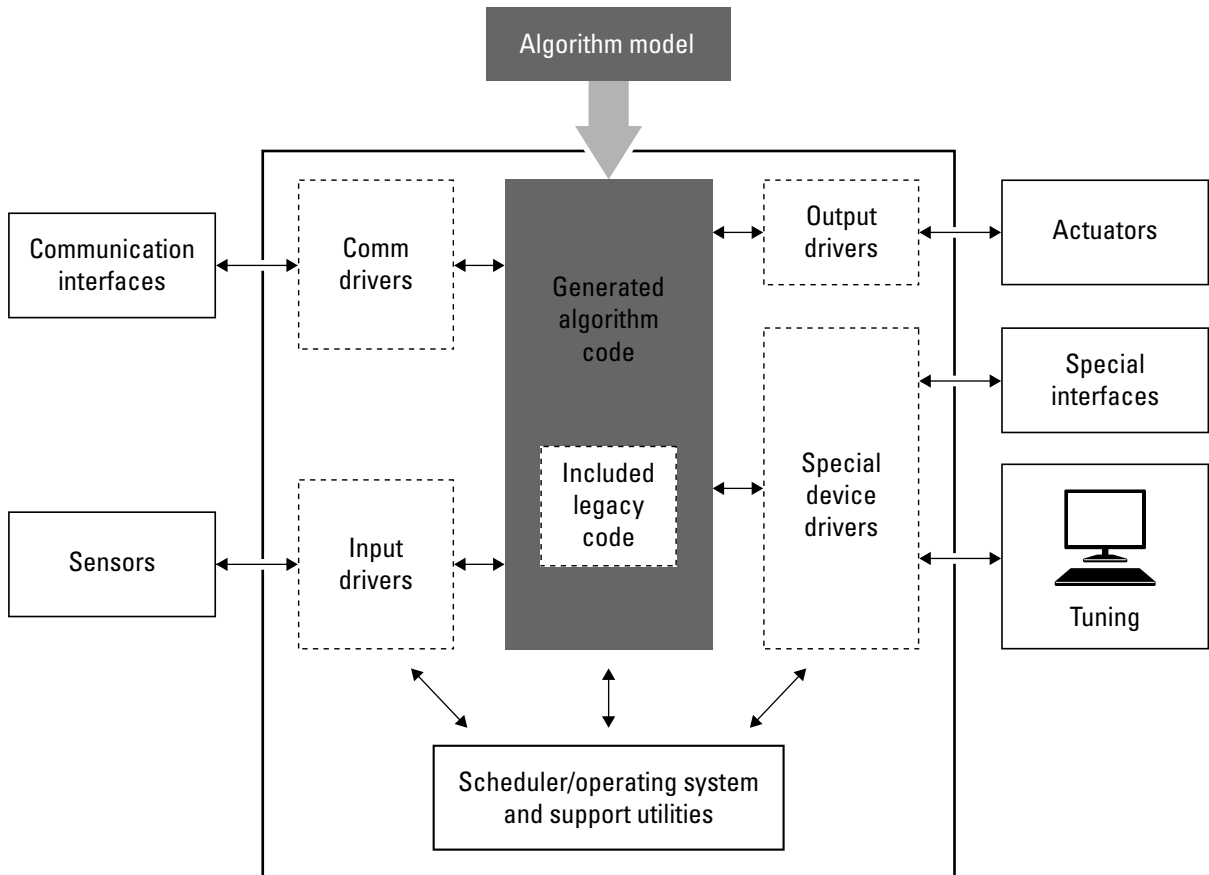 Algorithm model
Communication
interfaces
Comm
drivers
Generated
algorithm
code
Output
drivers
Actuators
Special
interfaces
Included
legacy
code
Special
device
drivers
Sensors
Input
drivers
Tuning
Scheduler/operating system
and support utilities